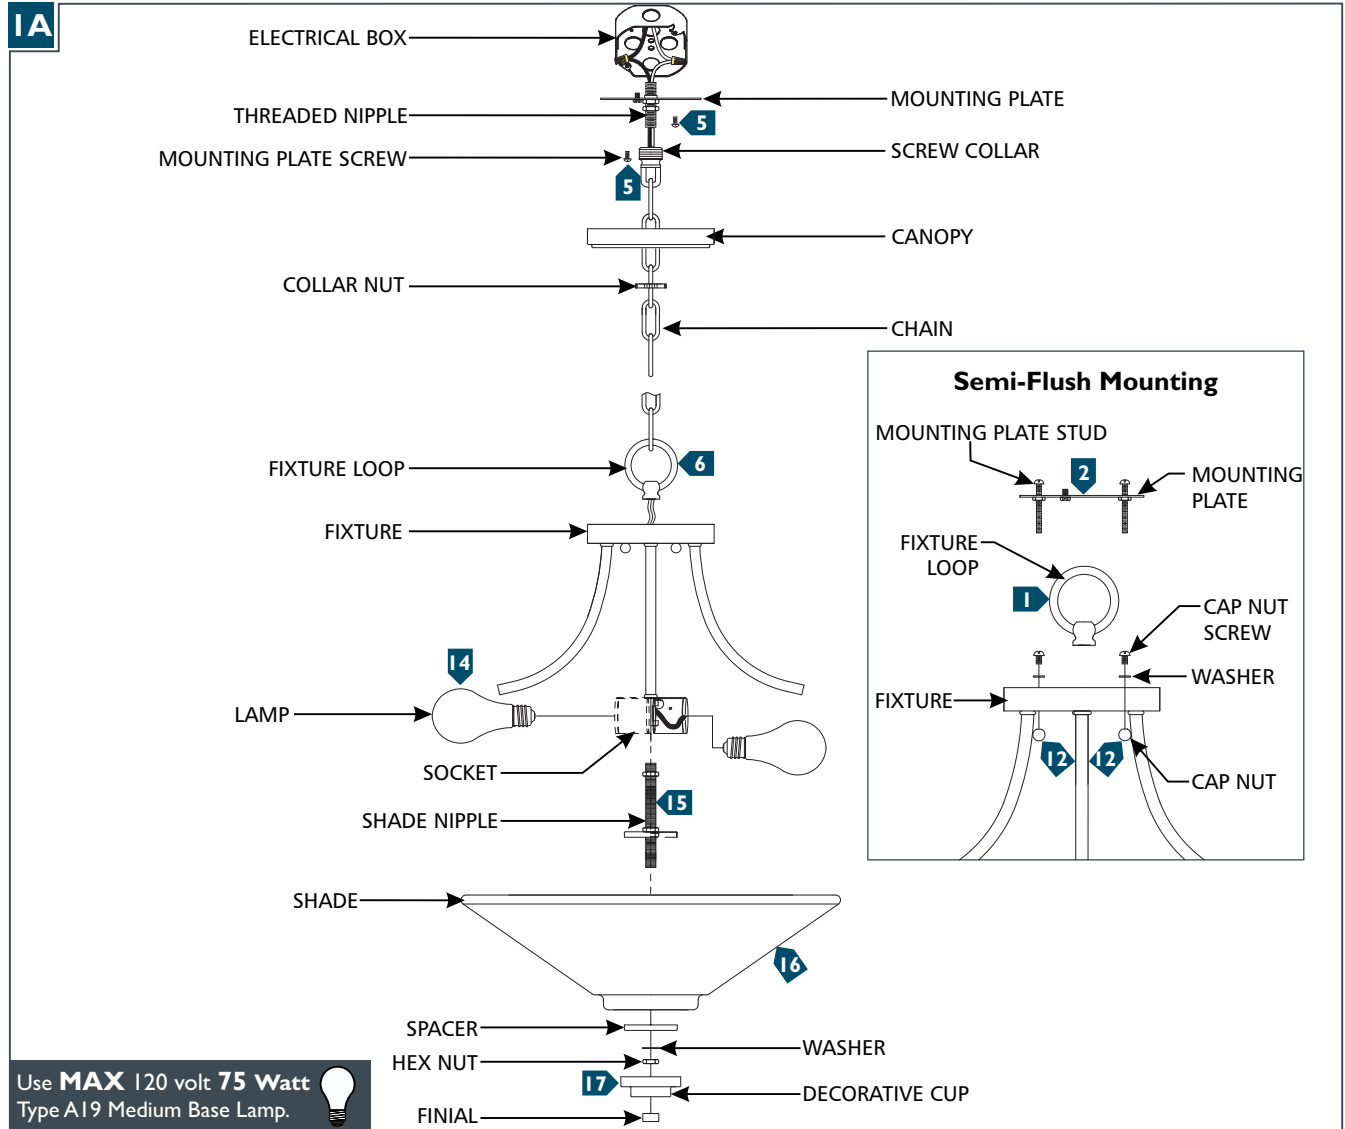 1A
ELECTRICAL BOX
MOUNTING PLATE
THREADED NIPPLE
5
MOUNTING PLATE SCREW
SCREW COLLAR
5
CANOPY
COLLAR NUT
CHAIN
FIXTURE LOOP
6
FIXTURE
14
LAMP
SOCKET
15
SHADE NIPPLE
SHADE
16
SPACER
WASHER
HEX NUT
17
DECORATIVE CUP
FINIAL
Semi-Flush Mounting
MOUNTING PLATE STUD
2
MOUNTING
PLATE
FIXTURE
LOOP
1
CAP NUT
SCREW
WASHER
FIXTURE
12
12
CAP NUT
Use MAX 120 volt 75 Watt
Type A19 Medium Base Lamp.